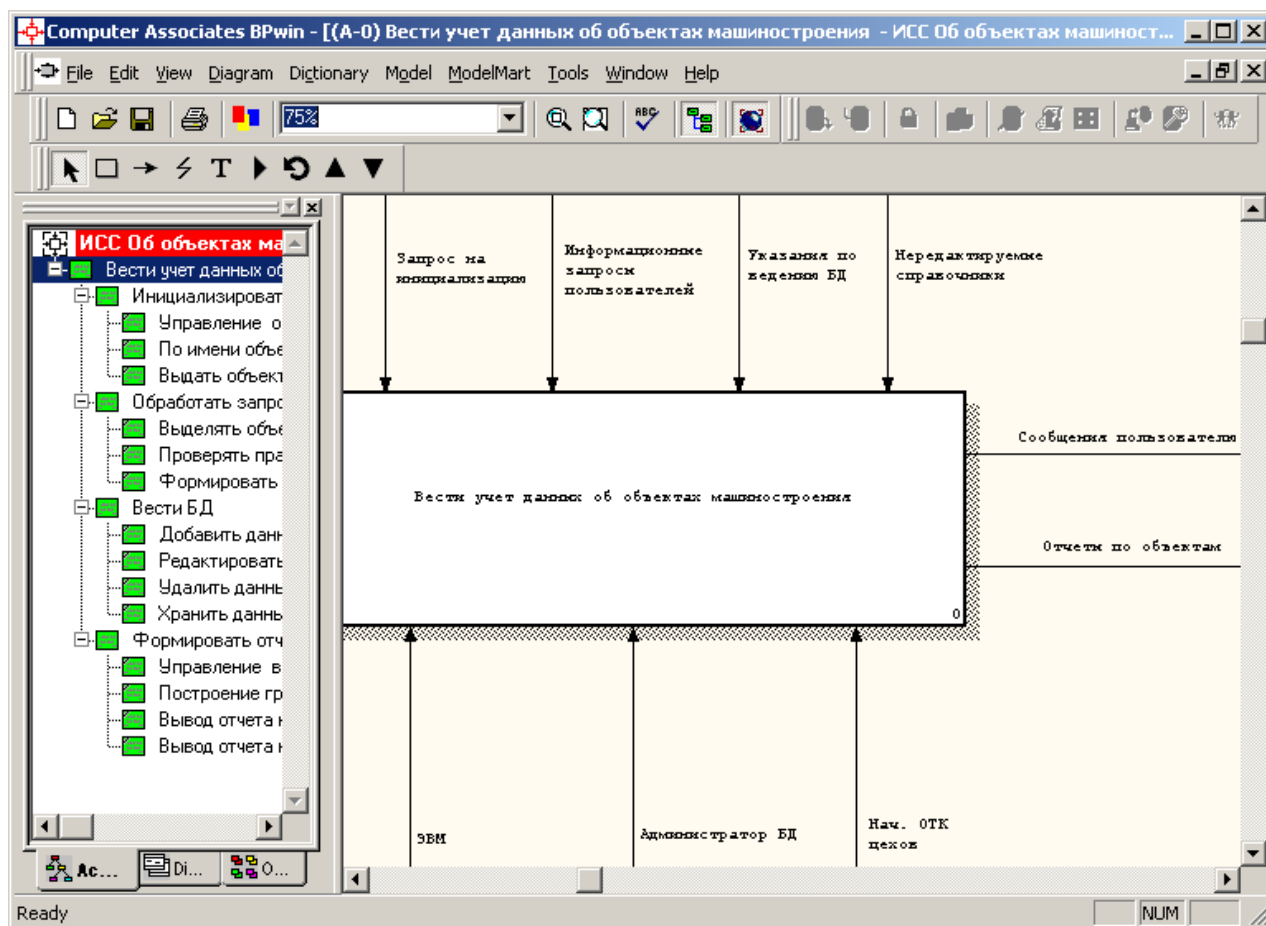 Computer Associates BPwin - [(A-0) Вести учет данных об объектах машиностроения - ИСС Об объектах машиност...
File Edit View Diagram Dictionary Model ModelMart Tools Window Help
75%
ABC
T
ИСС Об объектах ма
Вести учет данных об
Инициализироват
Управление о
По имени объе
Выдать объект
Обработать запро
Выделять объе
Проверять пра
Формировать
Вести БД
Добавить данн
Редактировать
Удалить данны
Хранить данны
Формировать отч
Управление в
Построение гр
Вывод отчета н
Вывод отчета н
Ac...
Di...
O...
Запрос на
инициализацию
Информационные
запросы
пользователей
Указания по
ведению БД
Нередактируемые
справочники
Вести учет данных об объектах машиностроения
0
Сообщения пользователю
Отчеты по объектам
ЭВМ
Администратор БД
Нач. ОТК
цехов
Ready
NUM